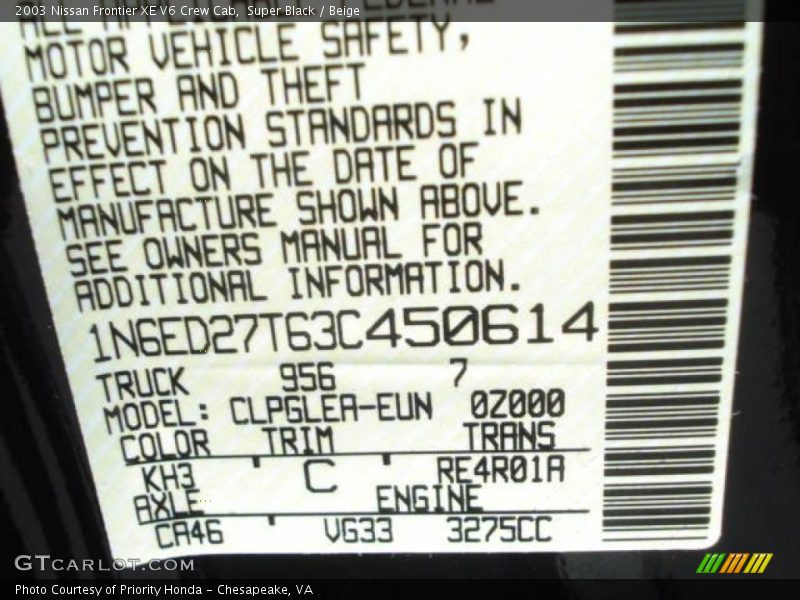 2003 Nissan Frontier XE V6 Crew Cab, Super Black / Beige
MOTOR VEHICLE SAFETY,
BUMPER AND THEFT
PREVENTION STANDARDS IN
EFFECT ON THE DATE OF
MANUFACTURE SHOWN ABOVE.
SEE OWNERS MANUAL FOR
ADDITIONAL INFORMATION.
1N6ED27T63C450614
TRUCK 956 7
MODEL: CLPGLEA-EUN 0Z000
COLOR TRIM TRANS
KH3 C RE4R01A
AXLE ENGINE
CA46 VG33 3275CC
GTCARLOT.COM
Photo Courtesy of Priority Honda - Chesapeake, VA